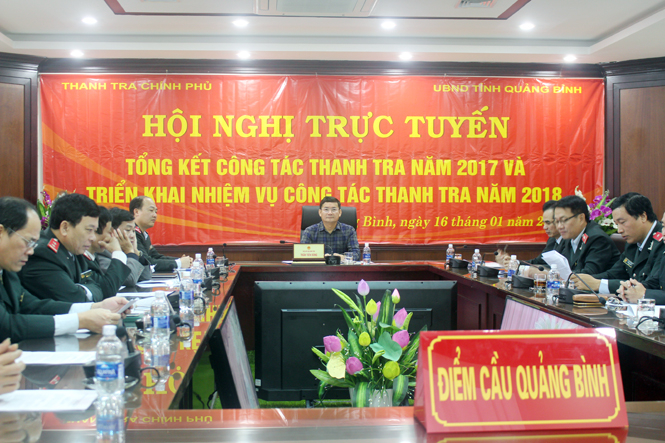 THANH TRA CHÍNH PHỦ
UBND TỈNH QUẢNG BÌNH
HỘI NGHỊ TRỰC TUYẾN
TỔNG KẾT CÔNG TÁC THANH TRA NĂM 2017 VÀ
TRIỂN KHAI NHIỆM VỤ CÔNG TÁC THANH TRA NĂM 2018
Bình, ngày 16 tháng 01 năm
ĐIỂM CẦU QUẢNG BÌNH